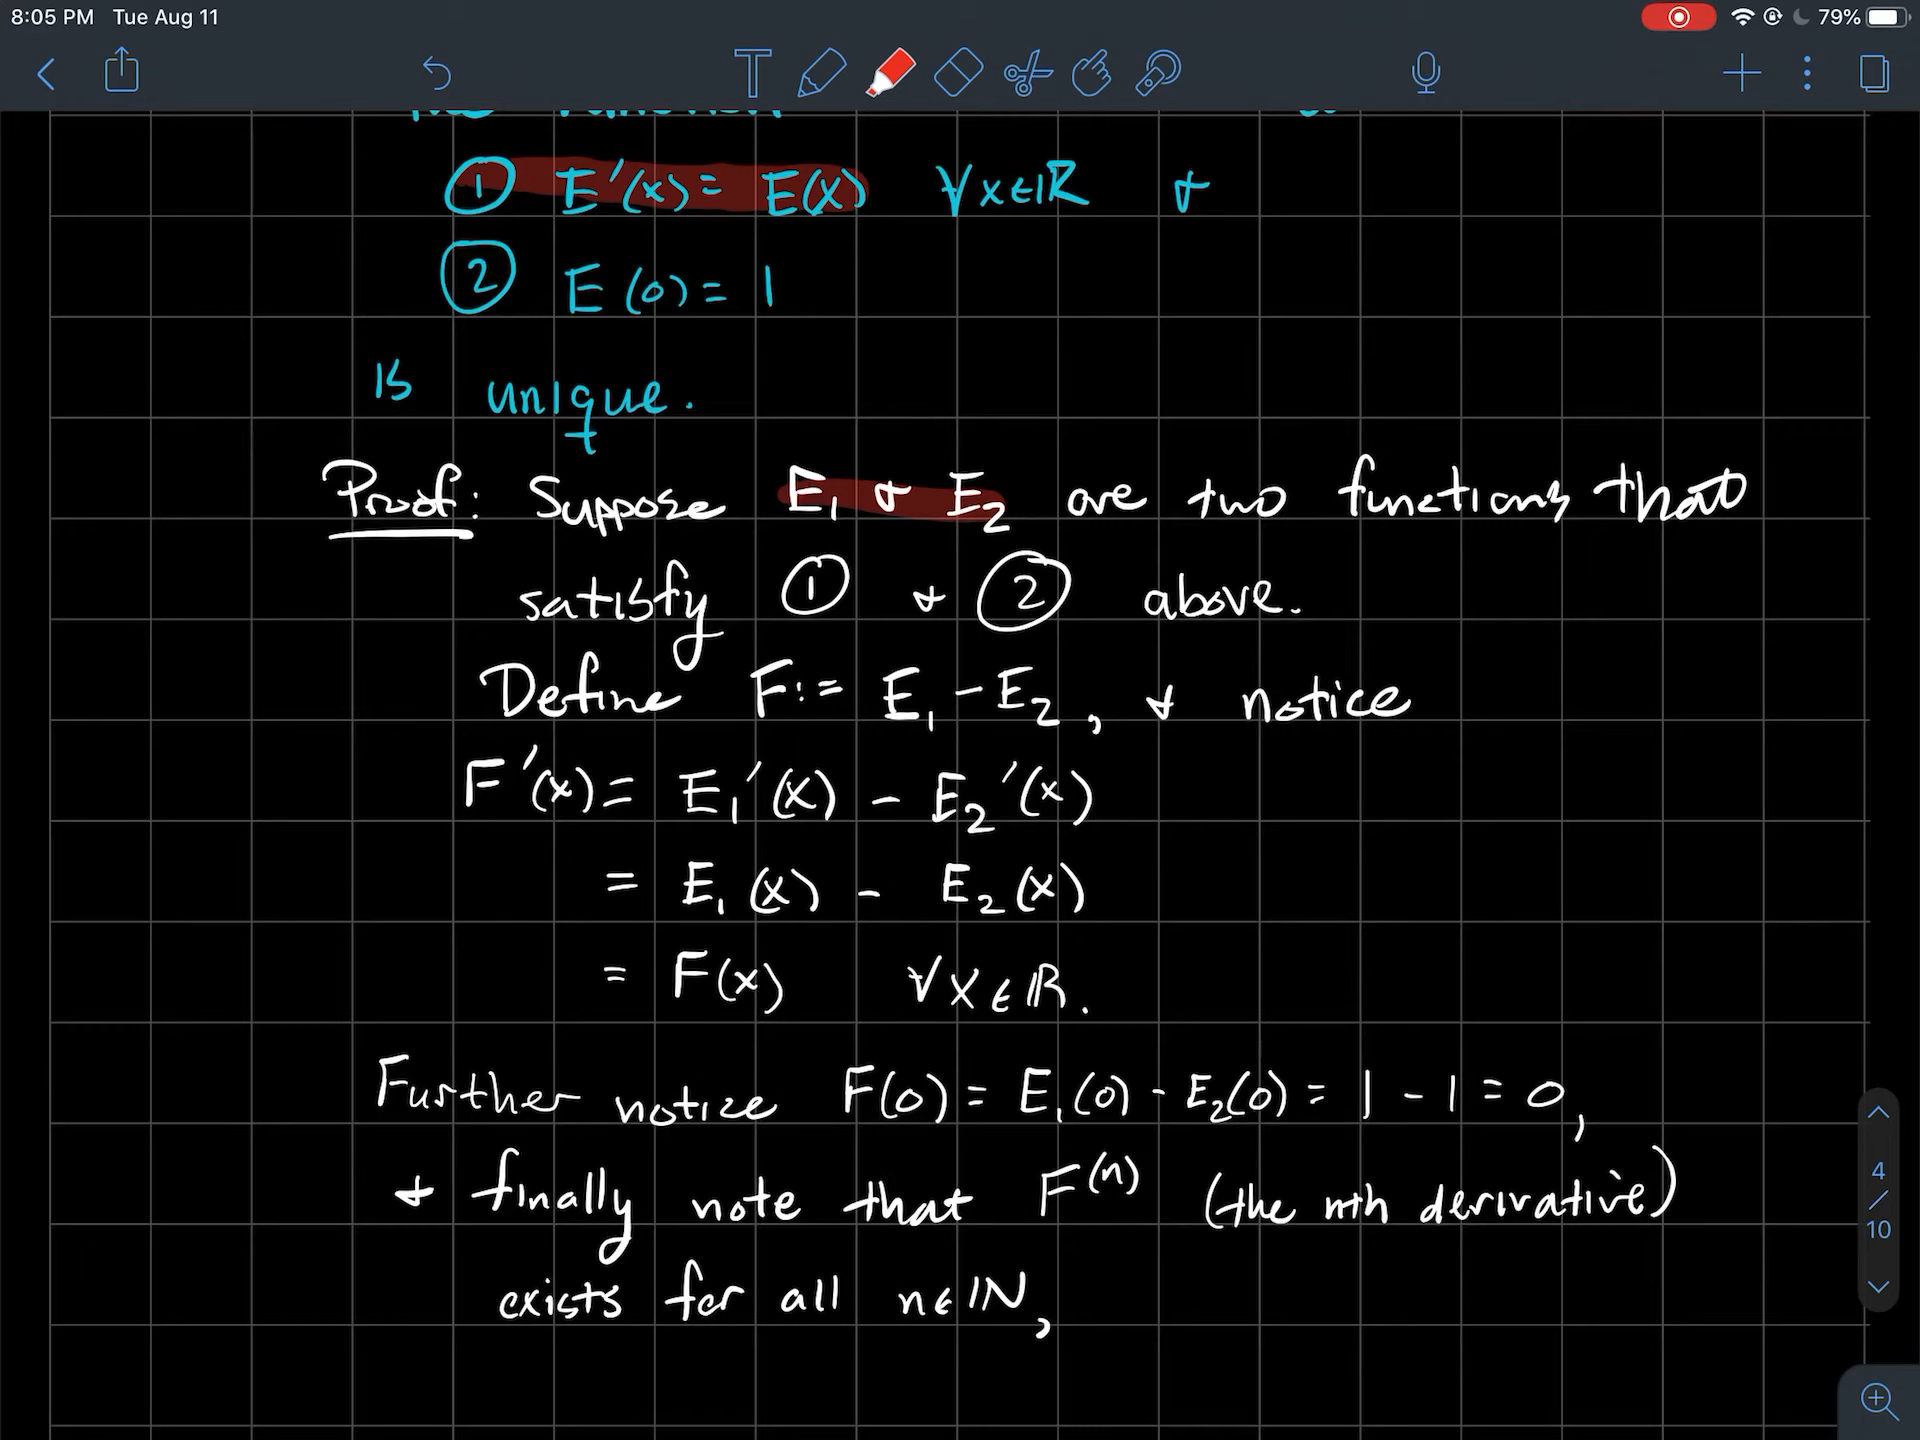 8:05 PM Tue Aug 11
79%
T
① E'(x) = E(x) ∀x∈ℝ &
② E(0) = 1
is unique.
Proof: Suppose E₁ & E₂ are two functions that
satisfy ① & ② above.
Define F := E₁ - E₂, & notice
F'(x) = E₁'(x) - E₂'(x)
= E₁(x) - E₂(x)
= F(x) ∀x∈ℝ.
Further notice F(0) = E₁(0) - E₂(0) = 1 - 1 = 0,
& finally note that F⁽ⁿ⁾ (the nth derivative)
exists for all n∈ℕ,
4 / 10